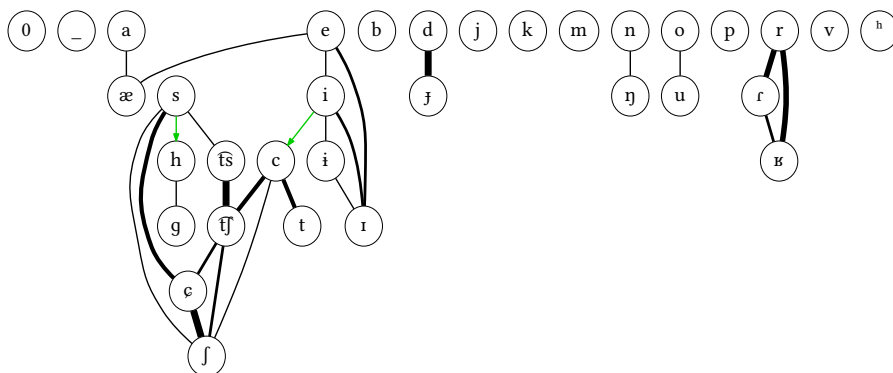 0 _ a e b d j k m n o p r v ʰ
æ s i ɟ ŋ u ɾ
h t͡s c ɨ ʁ
ɡ t͡ʃ t ɪ
ɕ
ʃ